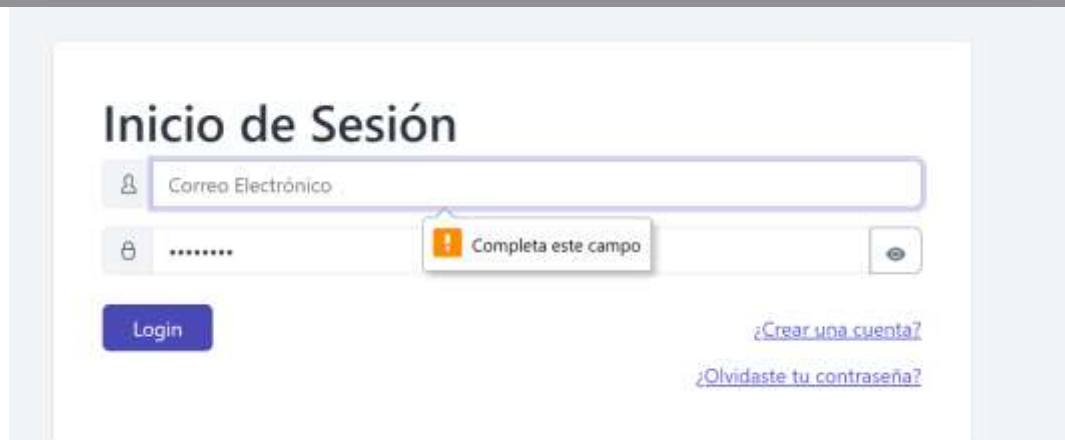 Inicio de Sesión
Correo Electrónico
Completa este campo
••••••••
Login
¿Crear una cuenta?
¿Olvidaste tu contraseña?